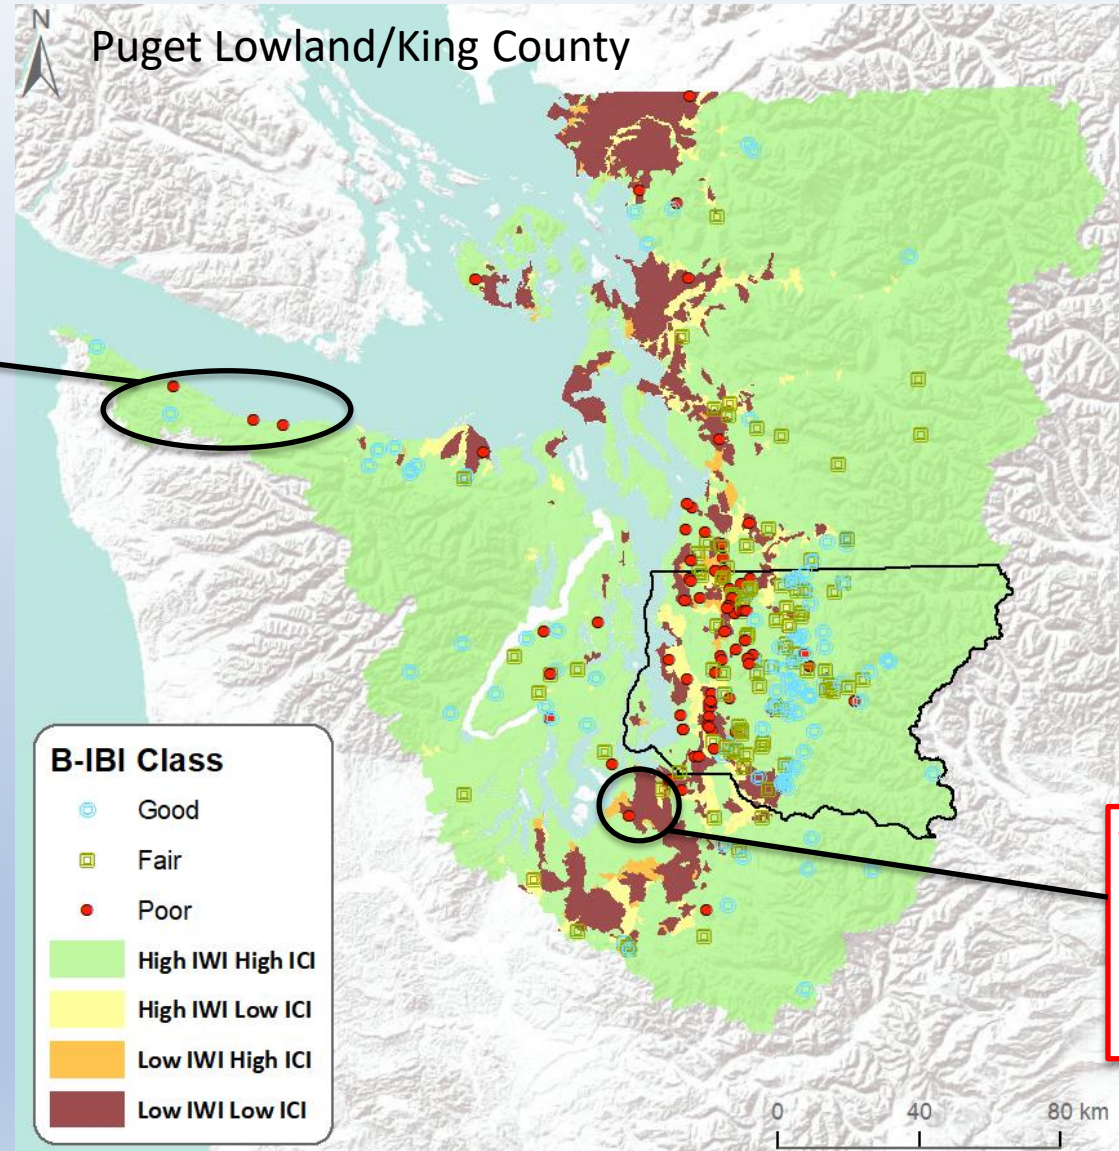 N
Puget Lowland/King County
B-IBI Class
Good
Fair
Poor
High IWI High ICI
High IWI Low ICI
Low IWI High ICI
Low IWI Low ICI
0 40 80 km